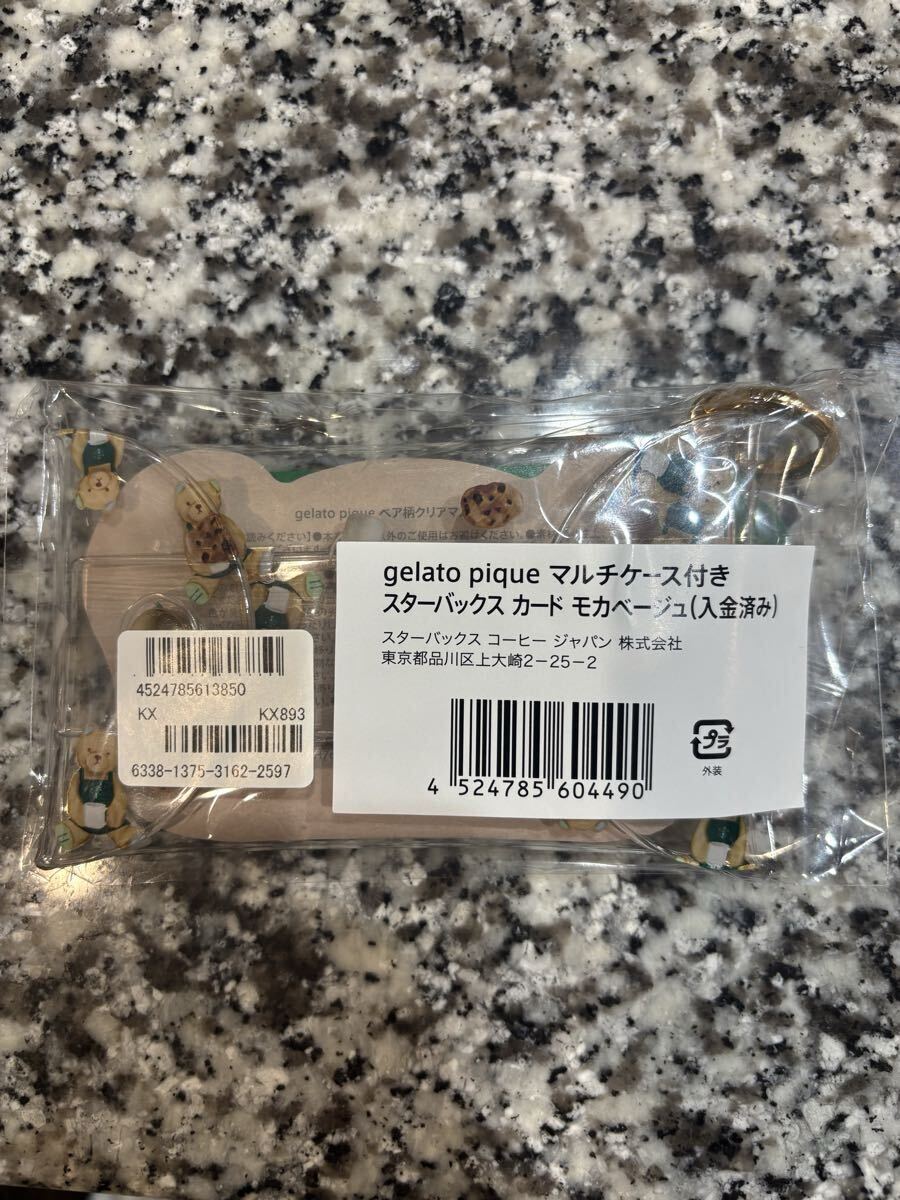 gelato pique ベア柄クリアマ
gelato pique マルチケース付き
スターバックス カード モカベージュ(入金済み)
スターバックス コーヒー ジャパン 株式会社
東京都品川区上大崎2-25-2
4 524785 604490
プラ
外装
4524785613850
KX KX893
6338-1375-3162-2597